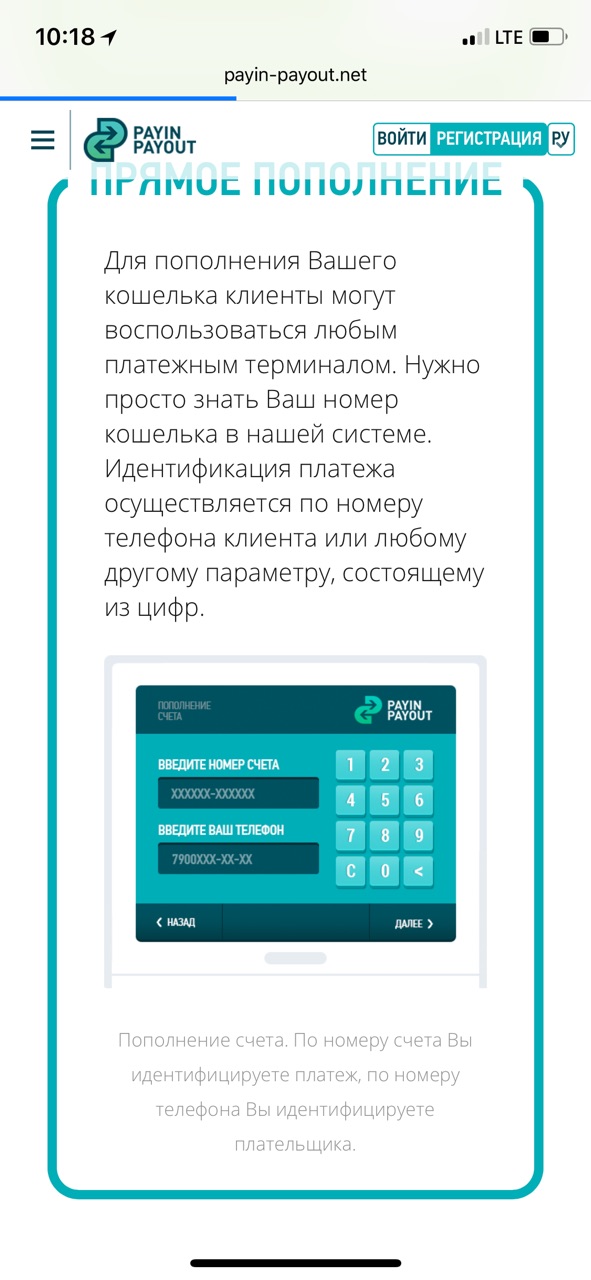 10:18
LTE
payin-payout.net
PAYIN
PAYOUT
ВОЙТИ РЕГИСТРАЦИЯ РУ
ПРЯМОЕ ПОПОЛНЕНИЕ
Для пополнения Вашего
кошелька клиенты могут
воспользоваться любым
платежным терминалом. Нужно
просто знать Ваш номер
кошелька в нашей системе.
Идентификация платежа
осуществляется по номеру
телефона клиента или любому
другому параметру, состоящему
из цифр.
ПОПОЛНЕНИЕ
СЧЕТА
PAYIN
PAYOUT
ВВЕДИТЕ НОМЕР СЧЕТА
XXXXXX-XXXXXX
ВВЕДИТЕ ВАШ ТЕЛЕФОН
7900XXX-XX-XX
1 2 3
4 5 6
7 8 9
C 0 <
< НАЗАД
ДАЛЕЕ >
Пополнение счета. По номеру счета Вы
идентифицируете платеж, по номеру
телефона Вы идентифицируете
плательщика.